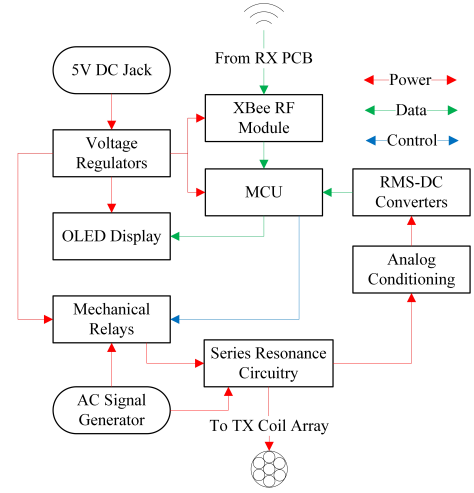 From RX PCB
5V DC Jack
Power
XBee RF
Module
Data
Voltage
Regulators
Control
MCU
RMS-DC
Converters
OLED Display
Analog
Conditioning
Mechanical
Relays
Series Resonance
Circuitry
AC Signal
Generator
To TX Coil Array